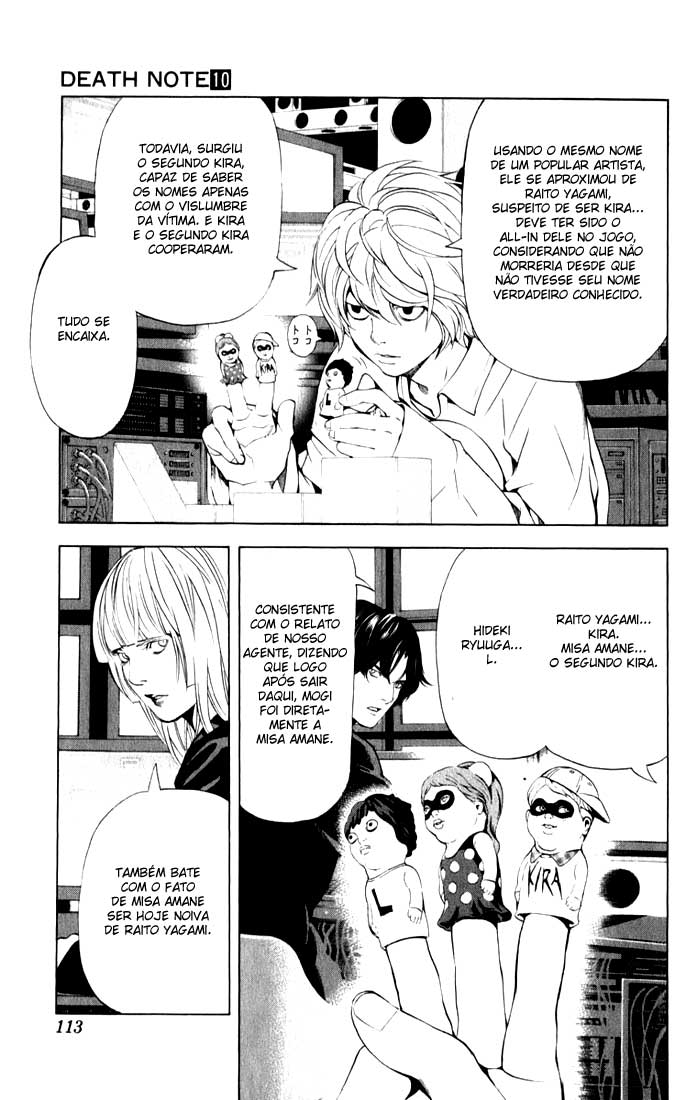 DEATH NOTE 10
USANDO O MESMO NOME
DE UM POPULAR ARTISTA,
ELE SE APROXIMOU DE
RAITO YAGAMI,
SUSPEITO DE SER KIRA...
DEVE TER SIDO O
ALL-IN DELE NO JOGO,
CONSIDERANDO QUE NÃO
MORRERIA DESDE QUE
NÃO TIVESSE SEU NOME
VERDADEIRO CONHECIDO.
TODAVIA, SURGIU
O SEGUNDO KIRA,
CAPAZ DE SABER
OS NOMES APENAS
COM O VISLUMBRE
DA VÍTIMA. E KIRA
E O SEGUNDO KIRA
COOPERARAM.
TUDO SE
ENCAIXA.
トコ
トコ
KIRA
L
RAITO YAGAMI...
KIRA.
MISA AMANE...
O SEGUNDO KIRA.
HIDEKI
RYUUGA...
L.
CONSISTENTE
COM O RELATO
DE NOSSO
AGENTE, DIZENDO
QUE LOGO
APÓS SAIR
DAQUI, MOGI
FOI DIRETA-
MENTE A
MISA AMANE.
L
KIRA
TAMBÉM BATE
COM O FATO
DE MISA AMANE
SER HOJE NOIVA
DE RAITO YAGAMI.
113